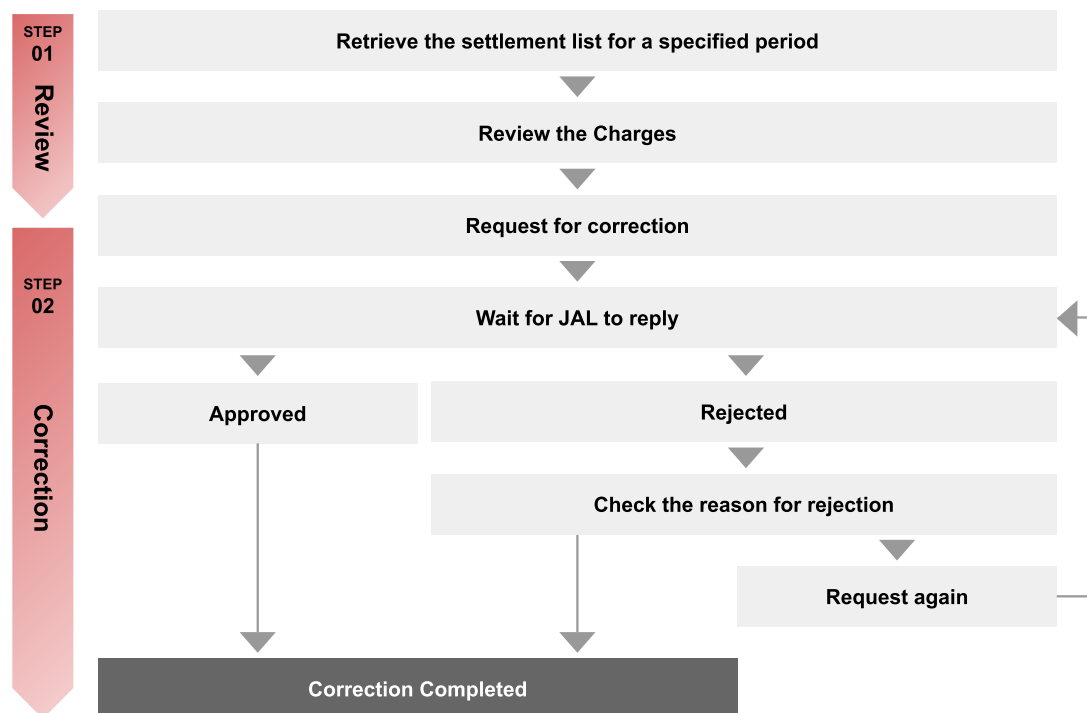 STEP
01
Review
Retrieve the settlement list for a specified period
Review the Charges
STEP
02
Correction
Request for correction
Wait for JAL to reply
Approved
Rejected
Check the reason for rejection
Request again
Correction Completed